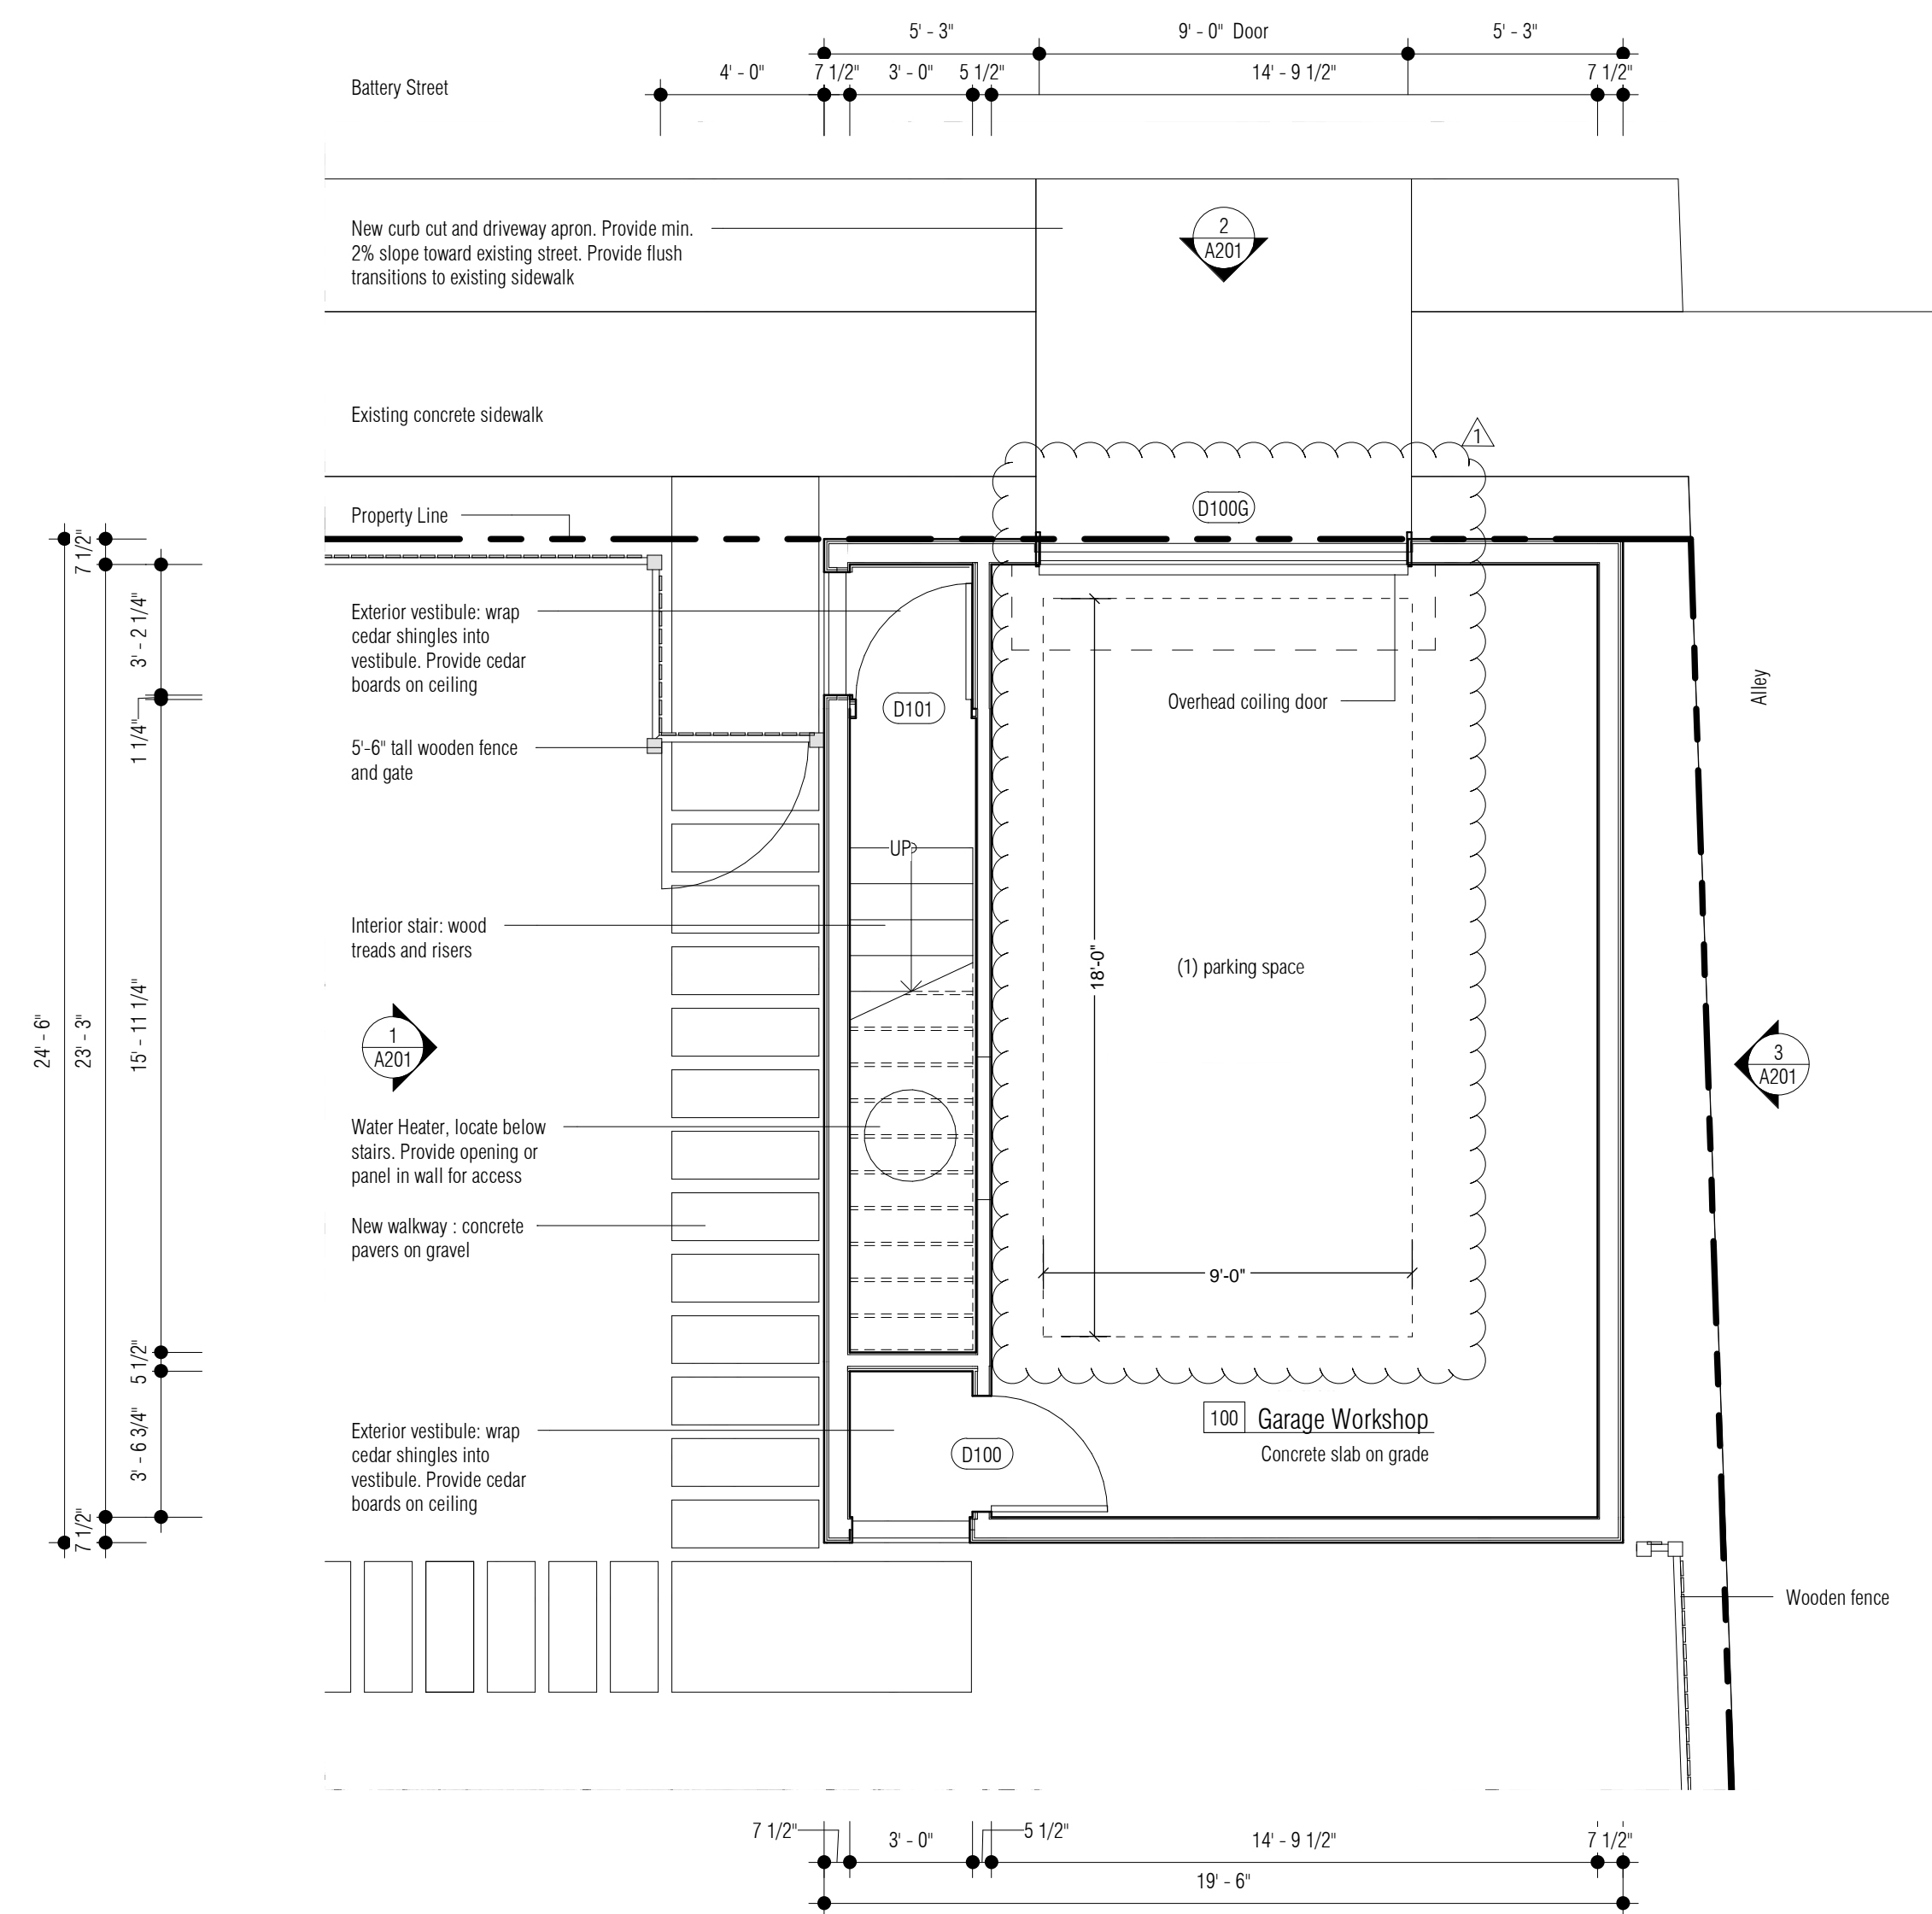 5' - 3"
9' - 0" Door
5' - 3"
4' - 0"
7 1/2"
3' - 0"
5 1/2"
14' - 9 1/2"
7 1/2"
Battery Street
New curb cut and driveway apron. Provide min.
2% slope toward existing street. Provide flush
transitions to existing sidewalk
2
A201
Existing concrete sidewalk
1
Property Line
D100G
7 1/2"
3' - 2 1/4"
1 1/4"
Exterior vestibule: wrap
cedar shingles into
vestibule. Provide cedar
boards on ceiling
D101
Overhead coiling door
Alley
5'-6" tall wooden fence
and gate
UP
Interior stair: wood
treads and risers
18'-0"
(1) parking space
24' - 6"
23' - 3"
15' - 11 1/4"
1
A201
3
A201
Water Heater, locate below
stairs. Provide opening or
panel in wall for access
New walkway : concrete
pavers on gravel
9'-0"
5 1/2"
3' - 6 3/4"
7 1/2"
Exterior vestibule: wrap
cedar shingles into
vestibule. Provide cedar
boards on ceiling
D100
100
Garage Workshop
Concrete slab on grade
Wooden fence
7 1/2"
3' - 0"
5 1/2"
14' - 9 1/2"
7 1/2"
19' - 6"